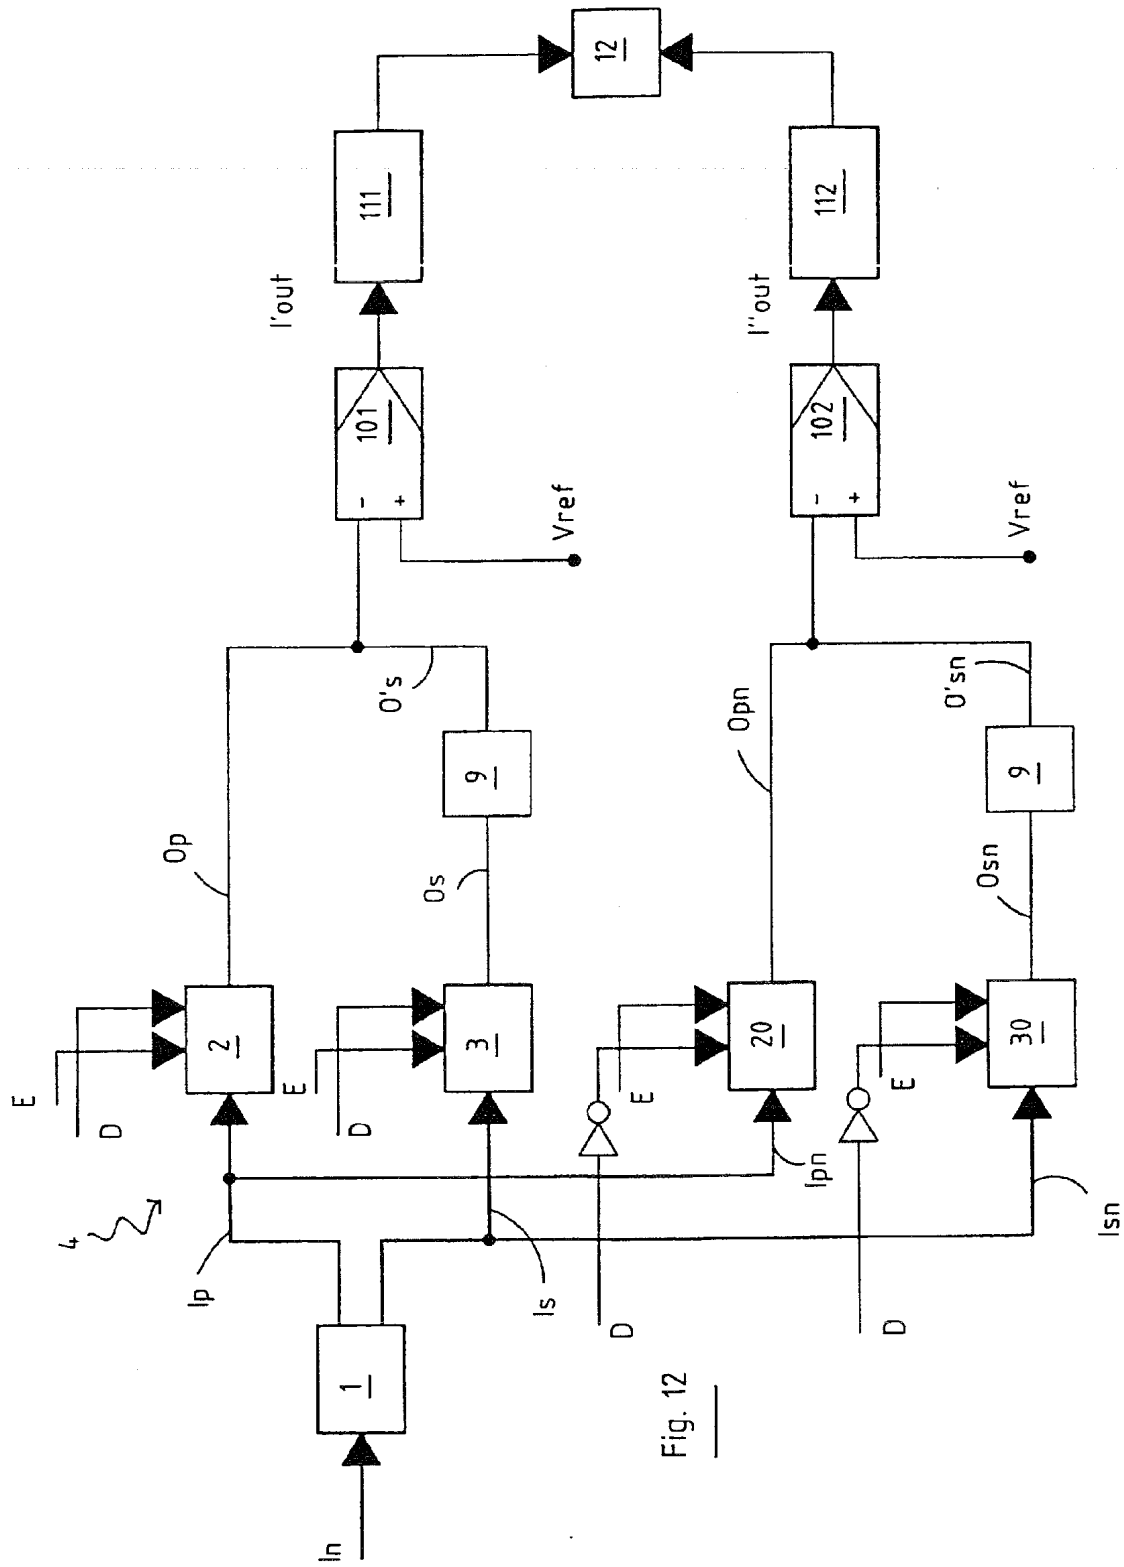 In
1
Ip
4
Is
E
D
2
Op
E
D
3
Os
9
O's
-
+
101
Vref
I'out
111
12
Ipn
D
E
20
Opn
Isn
D
E
30
Osn
9
O'sn
-
+
102
Vref
I''out
112
Fig. 12